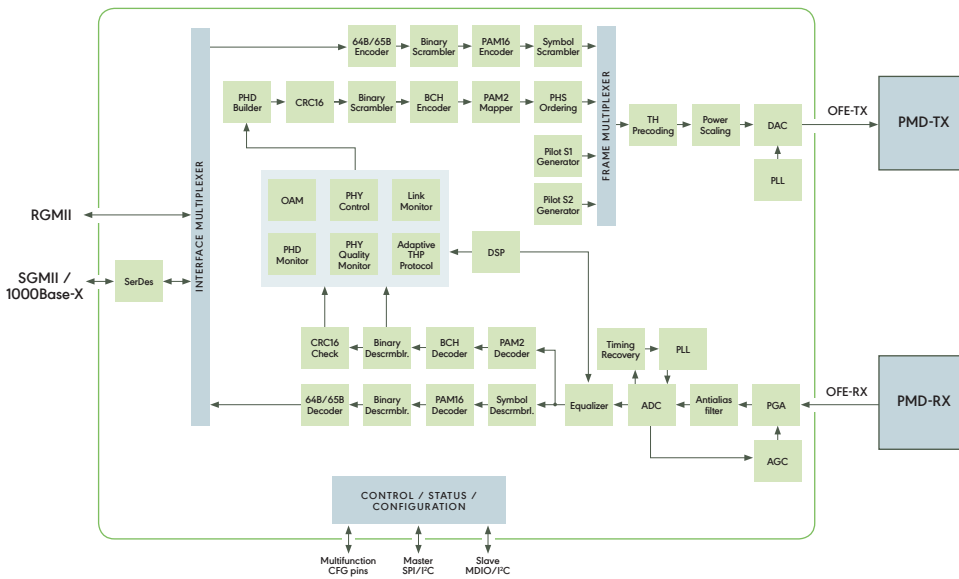 64B/65B
Encoder
Binary
Scrambler
PAM16
Encoder
Symbol
Scrambler
PHD
Builder
CRC16
Binary
Scrambler
BCH
Encoder
PAM2
Mapper
PHS
Ordering
INTERFACE MULTIPLEXER
FRAME MULTIPLEXER
TH
Precoding
Power
Scaling
DAC
OFE-TX
PMD-TX
Pilot S1
Generator
PLL
Pilot S2
Generator
OAM
PHY
Control
Link
Monitor
RGMII
PHD
Monitor
PHY
Quality
Monitor
Adaptive
THP
Protocol
DSP
SGMII /
1000Base-X
SerDes
CRC16
Check
Binary
Descrmblr.
BCH
Decoder
PAM2
Decoder
Timing
Recovery
PLL
64B/65B
Decoder
Binary
Descrmblr.
PAM16
Decoder
Symbol
Descrmbrl.
Equalizer
ADC
Antialias
filter
PGA
OFE-RX
PMD-RX
AGC
CONTROL / STATUS /
CONFIGURATION
Multifunction
CFG pins
Master
SPI/I²C
Slave
MDIO/I²C